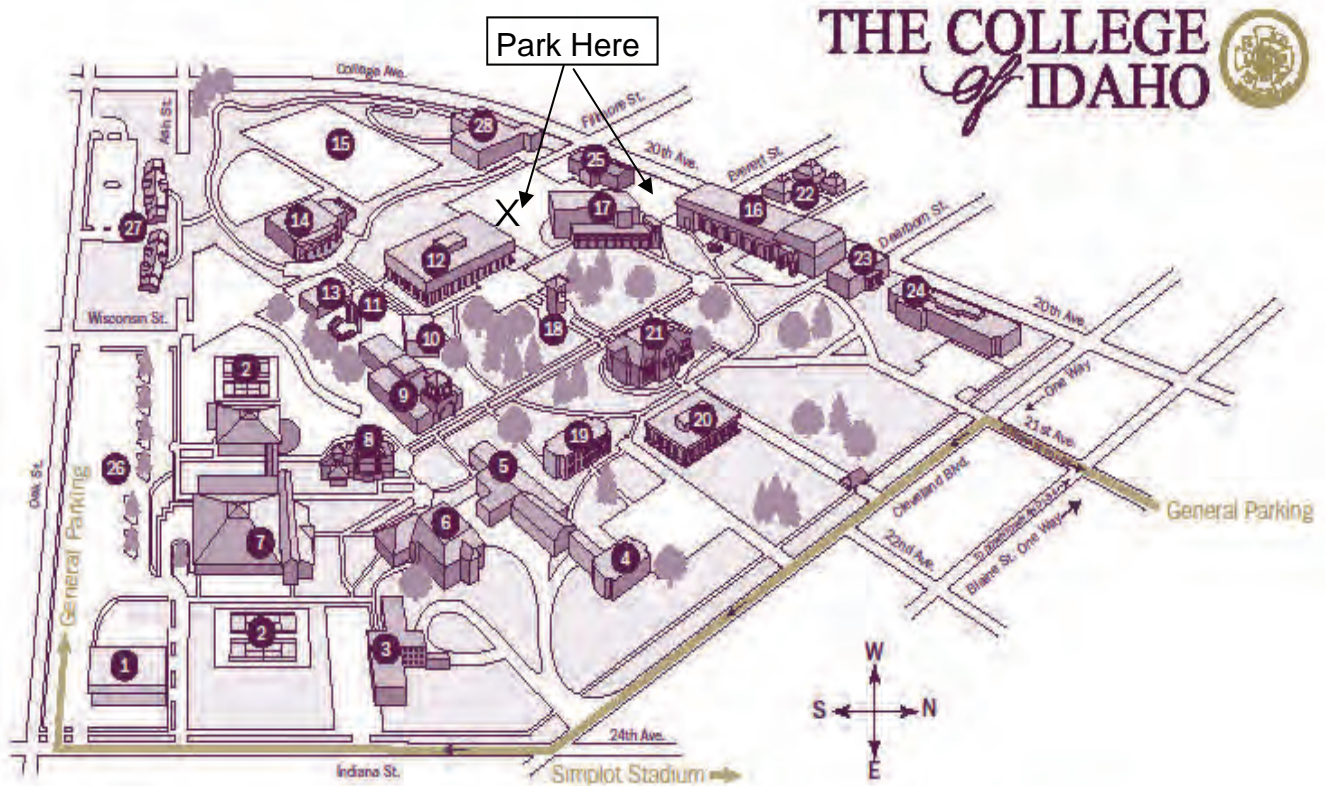 THE COLLEGE
of IDAHO
Park Here
College Ave.
Fillmore St.
Ash St.
20th Ave.
Everett St.
28
15
25
22
27
14
X
17
16
Dearborn St.
12
23
13
11
24
18
20th Ave.
Wisconsin St.
10
21
2
One Way
9
20
21st Ave.
8
19
26
5
Cleveland Blvd.
Oak St.
General Parking
General Parking
7
6
4
22nd Ave.
Blaine St. One Way
1
2
3
W
S
N
E
24th Ave.
Indiana St.
Simplot Stadium